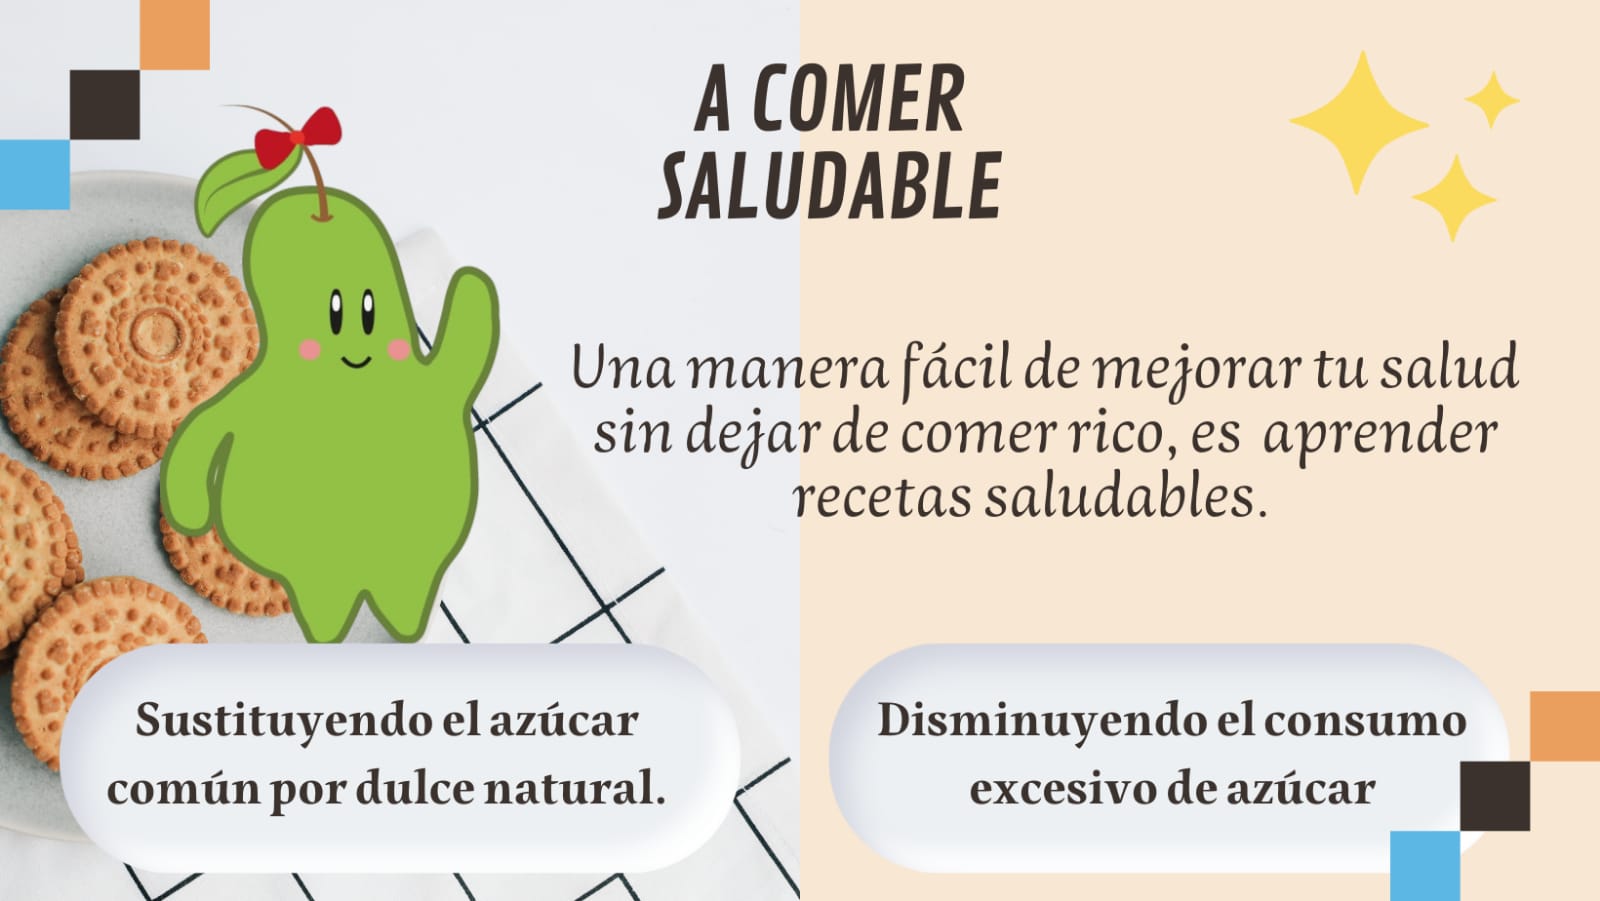 A COMER
SALUDABLE
Una manera fácil de mejorar tu salud
sin dejar de comer rico, es aprender
recetas saludables.
Sustituyendo el azúcar
común por dulce natural.
Disminuyendo el consumo
excesivo de azúcar